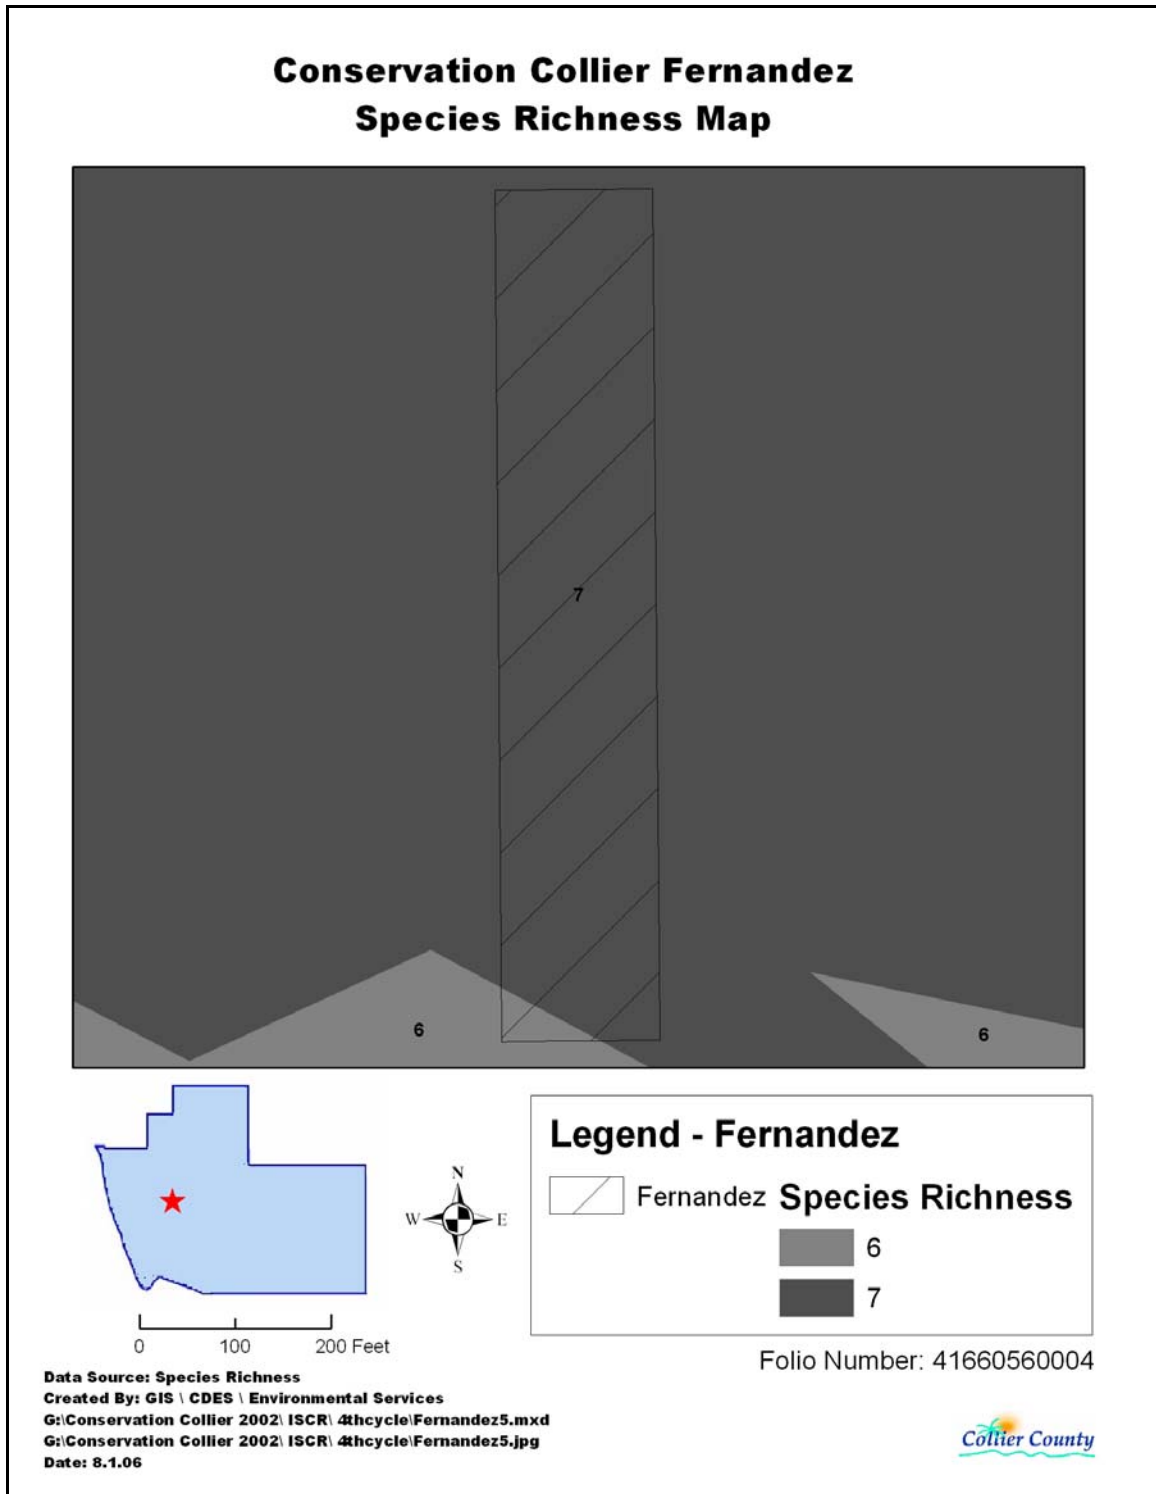 Conservation Collier Fernandez
Species Richness Map
7
6
6
Legend - Fernandez
Fernandez
Species Richness
6
7
N
W
E
S
0 100 200 Feet
Folio Number: 41660560004
Data Source: Species Richness
Created By: GIS \ CDES \ Environmental Services
G:\Conservation Collier 2002\ ISCR\ 4thcycle\Fernandez5.mxd
G:\Conservation Collier 2002\ ISCR\ 4thcycle\Fernandez5.jpg
Date: 8.1.06
Collier County